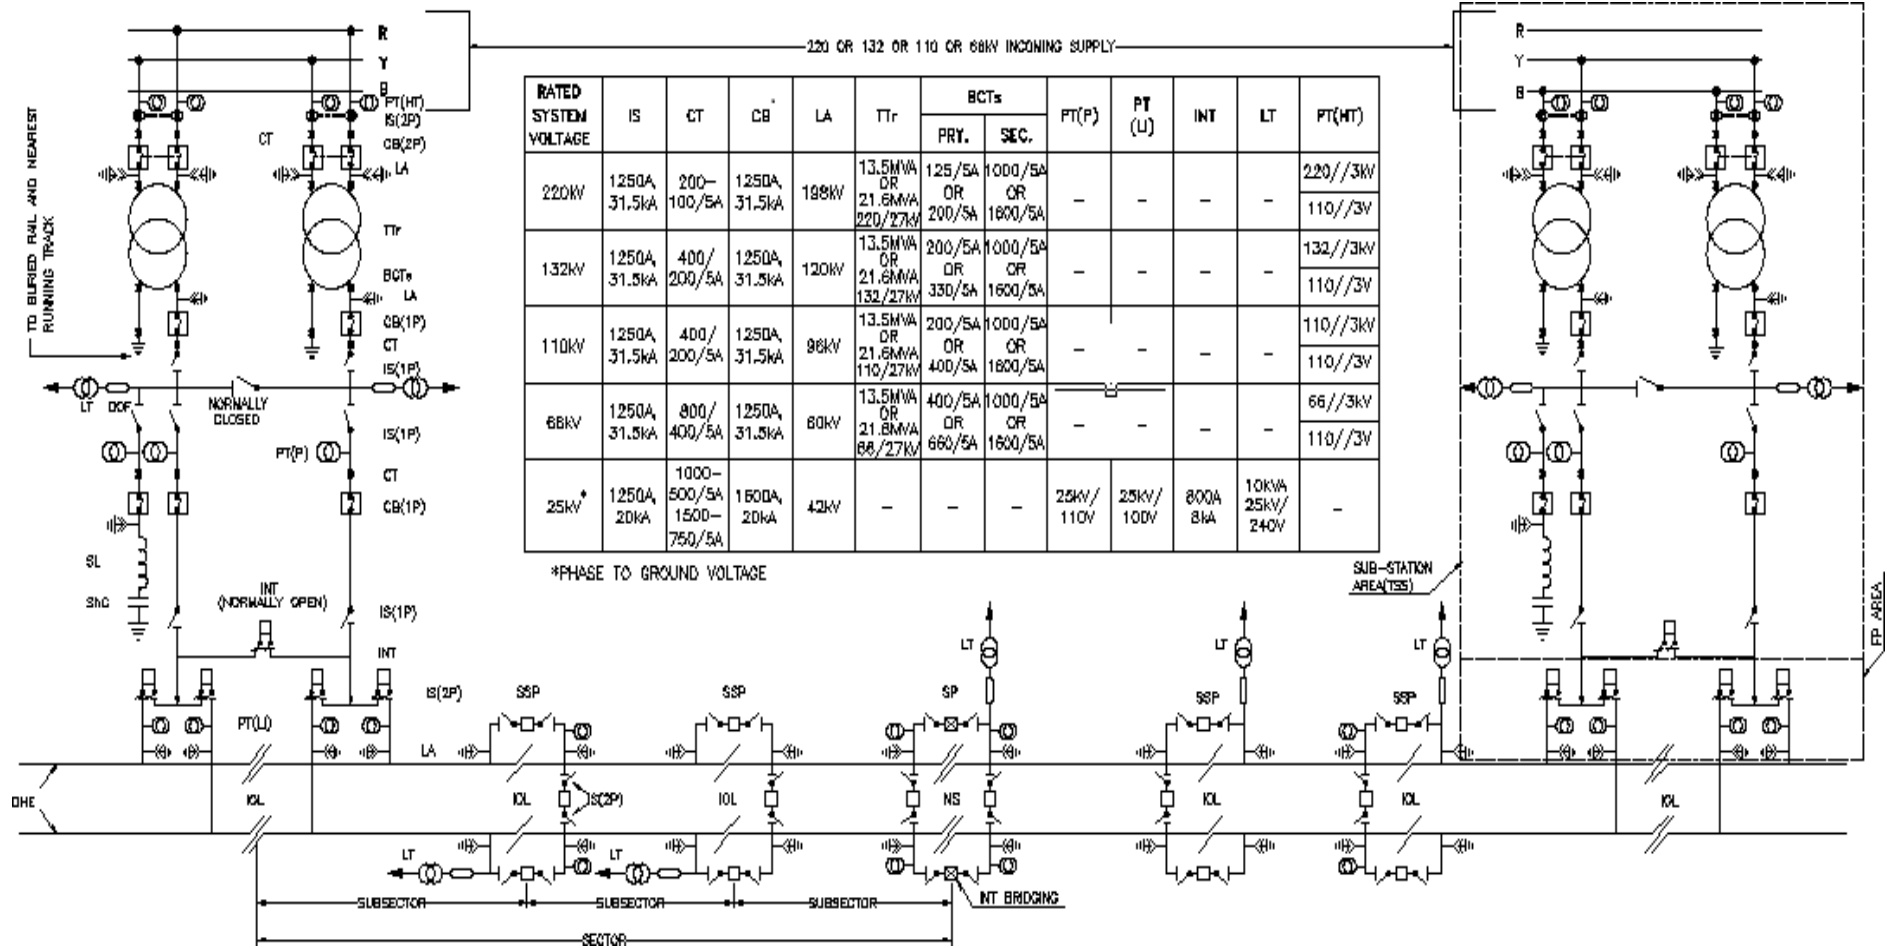 R
Y
B
220 OR 132 OR 110 OR 66kV INCOMING SUPPLY
R
Y
B
PT(HT)
IS(2P)
CT
CB(2P)
LA
TTr
BCTs
LA
CB(1P)
CT
IS(1P)
TO BURIED RAIL AND NEAREST
RUNNING TRACK
LT
DOF
NORMALLY
CLOSED
IS(1P)
PT(P)
CT
CB(1P)
SL
ShC
INT
(NORMALLY OPEN)
IS(1P)
INT
RATED SYSTEM VOLTAGE IS CT CB* LA TTr BCTs PT(P) PT (LI) INT LT PT(HT)
PRY. SEC.
220kV 1250A, 31.5kA 200– 100/5A 1250A, 31.5kA 198kV 13.5MVA OR 21.6MVA 220/27kV 125/5A OR 200/5A 1000/5A OR 1600/5A – – – – 220//3kV 110//3V
132kV 1250A, 31.5kA 400/ 200/5A 1250A, 31.5kA 120kV 13.5MVA OR 21.6MVA 132/27kV 200/5A OR 330/5A 1000/5A OR 1600/5A – – – – 132//3kV 110//3V
110kV 1250A, 31.5kA 400/ 200/5A 1250A, 31.5kA 96kV 13.5MVA OR 21.6MVA 110/27kV 200/5A OR 400/5A 1000/5A OR 1600/5A – – – – 110//3kV 110//3V
66kV 1250A, 31.5kA 800/ 400/5A 1250A, 31.5kA 60kV 13.5MVA OR 21.6MVA 66/27kV 400/5A OR 660/5A 1000/5A OR 1600/5A – – – – 66//3kV 110//3V
25kV* 1250A, 20kA 1000– 500/5A 1500– 750/5A 1600A, 20kA 42kV – – – 25kV/ 110V 25kV/ 100V 800A 8kA 10kVA 25kV/ 240V –
*PHASE TO GROUND VOLTAGE
SUB–STATION
AREA(TSS)
FP AREA
IS(2P)
SSP
SSP
SP
LT
LT
SSP
LT
SSP
PT(LI)
LA
OHE
IOL
IOL
IS(2P)
IOL
NS
IOL
IOL
IOL
LT
LT
SUBSECTOR
SUBSECTOR
SUBSECTOR
INT BRIDGING
SECTOR